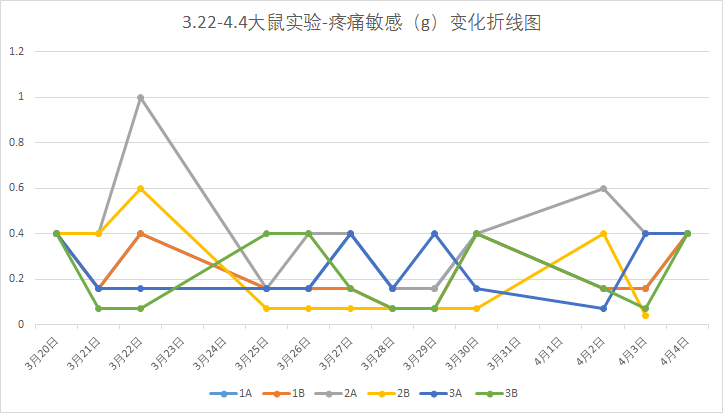 3.22-4.4大鼠实验-疼痛敏感（g）变化折线图
1.2
1
0.8
0.6
0.4
0.2
0
3月20日
3月21日
3月22日
3月23日
3月24日
3月25日
3月26日
3月27日
3月28日
3月29日
3月30日
3月31日
4月1日
4月2日
4月3日
4月4日
1A 1B 2A 2B 3A 3B